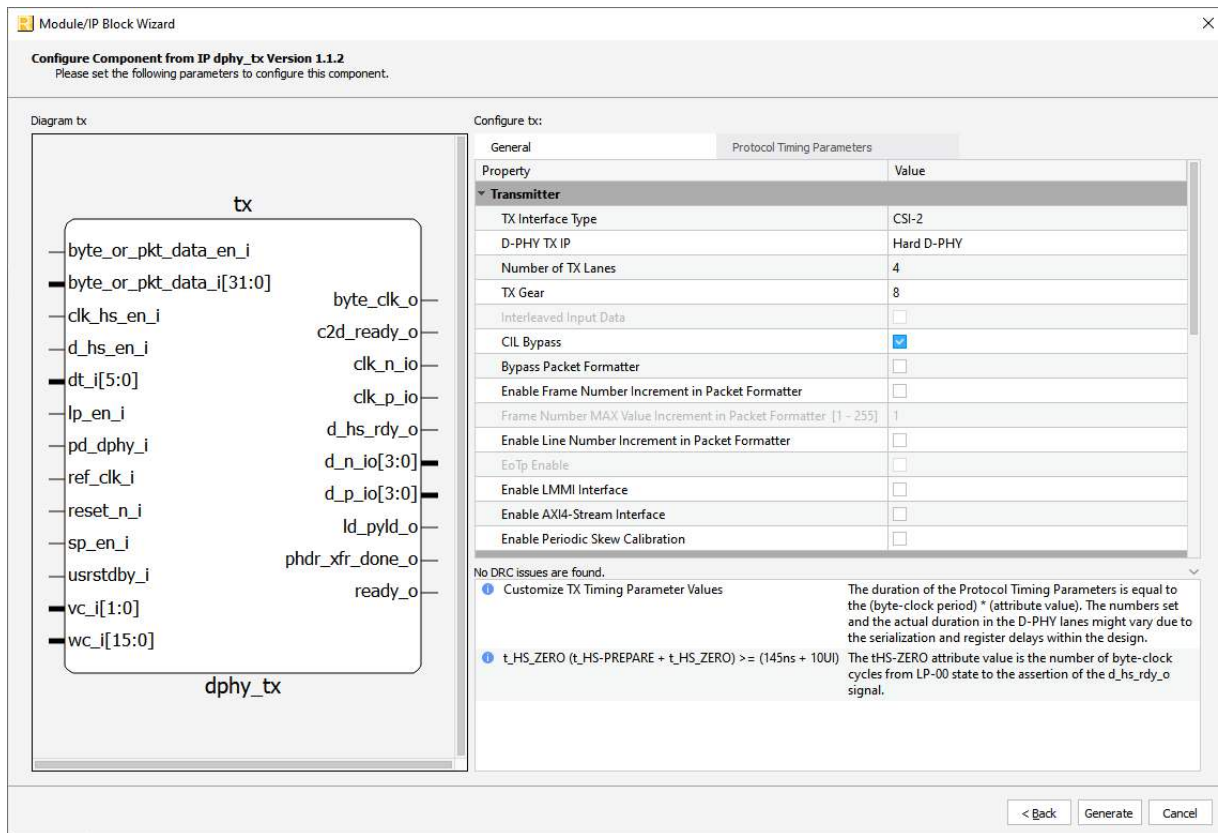 Module/IP Block Wizard
Configure Component from IP dphy_tx Version 1.1.2
Please set the following parameters to configure this component.
Diagram tx
tx
byte_or_pkt_data_en_i
byte_or_pkt_data_i[31:0]
clk_hs_en_i
d_hs_en_i
dt_i[5:0]
lp_en_i
pd_dphy_i
ref_clk_i
reset_n_i
sp_en_i
usrstdby_i
vc_i[1:0]
wc_i[15:0]
byte_clk_o
c2d_ready_o
clk_n_io
clk_p_io
d_hs_rdy_o
d_n_io[3:0]
d_p_io[3:0]
ld_pyld_o
phdr_xfr_done_o
ready_o
dphy_tx
Configure tx:
General Protocol Timing Parameters
Property Value
Transmitter
TX Interface Type CSI-2
D-PHY TX IP Hard D-PHY
Number of TX Lanes 4
TX Gear 8
Interleaved Input Data
CIL Bypass
Bypass Packet Formatter
Enable Frame Number Increment in Packet Formatter
Frame Number MAX Value Increment in Packet Formatter [1 - 255] 1
Enable Line Number Increment in Packet Formatter
EoTp Enable
Enable LMMI Interface
Enable AXI4-Stream Interface
Enable Periodic Skew Calibration
No DRC issues are found.
Customize TX Timing Parameter Values
The duration of the Protocol Timing Parameters is equal to
the (byte-clock period) * (attribute value). The numbers set
and the actual duration in the D-PHY lanes might vary due to
the serialization and register delays within the design.
t_HS_ZERO (t_HS-PREPARE + t_HS_ZERO) >= (145ns + 10UI)
The tHS-ZERO attribute value is the number of byte-clock
cycles from LP-00 state to the assertion of the d_hs_rdy_o
signal.
< Back Generate Cancel